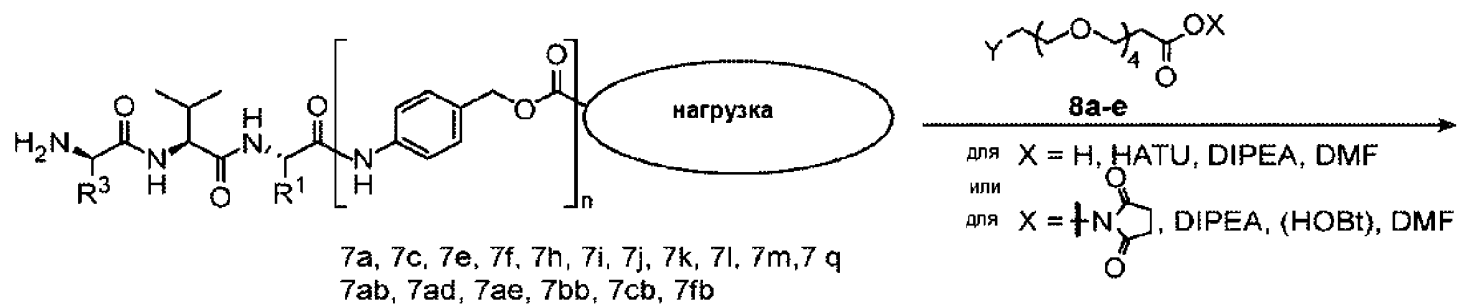 O
OX
Y
O
4
O
8a-e
H
O
H2N
N
R3
O
H
N
O
R1
O
N
H
O
O
n
нагрузка
для X = H, HATU, DIPEA, DMF
или
для X = N, DIPEA, (HOBt), DMF
O
O
7a, 7c, 7e, 7f, 7h, 7i, 7j, 7k, 7l, 7m,7 q
7ab, 7ad, 7ae, 7bb, 7cb, 7fb